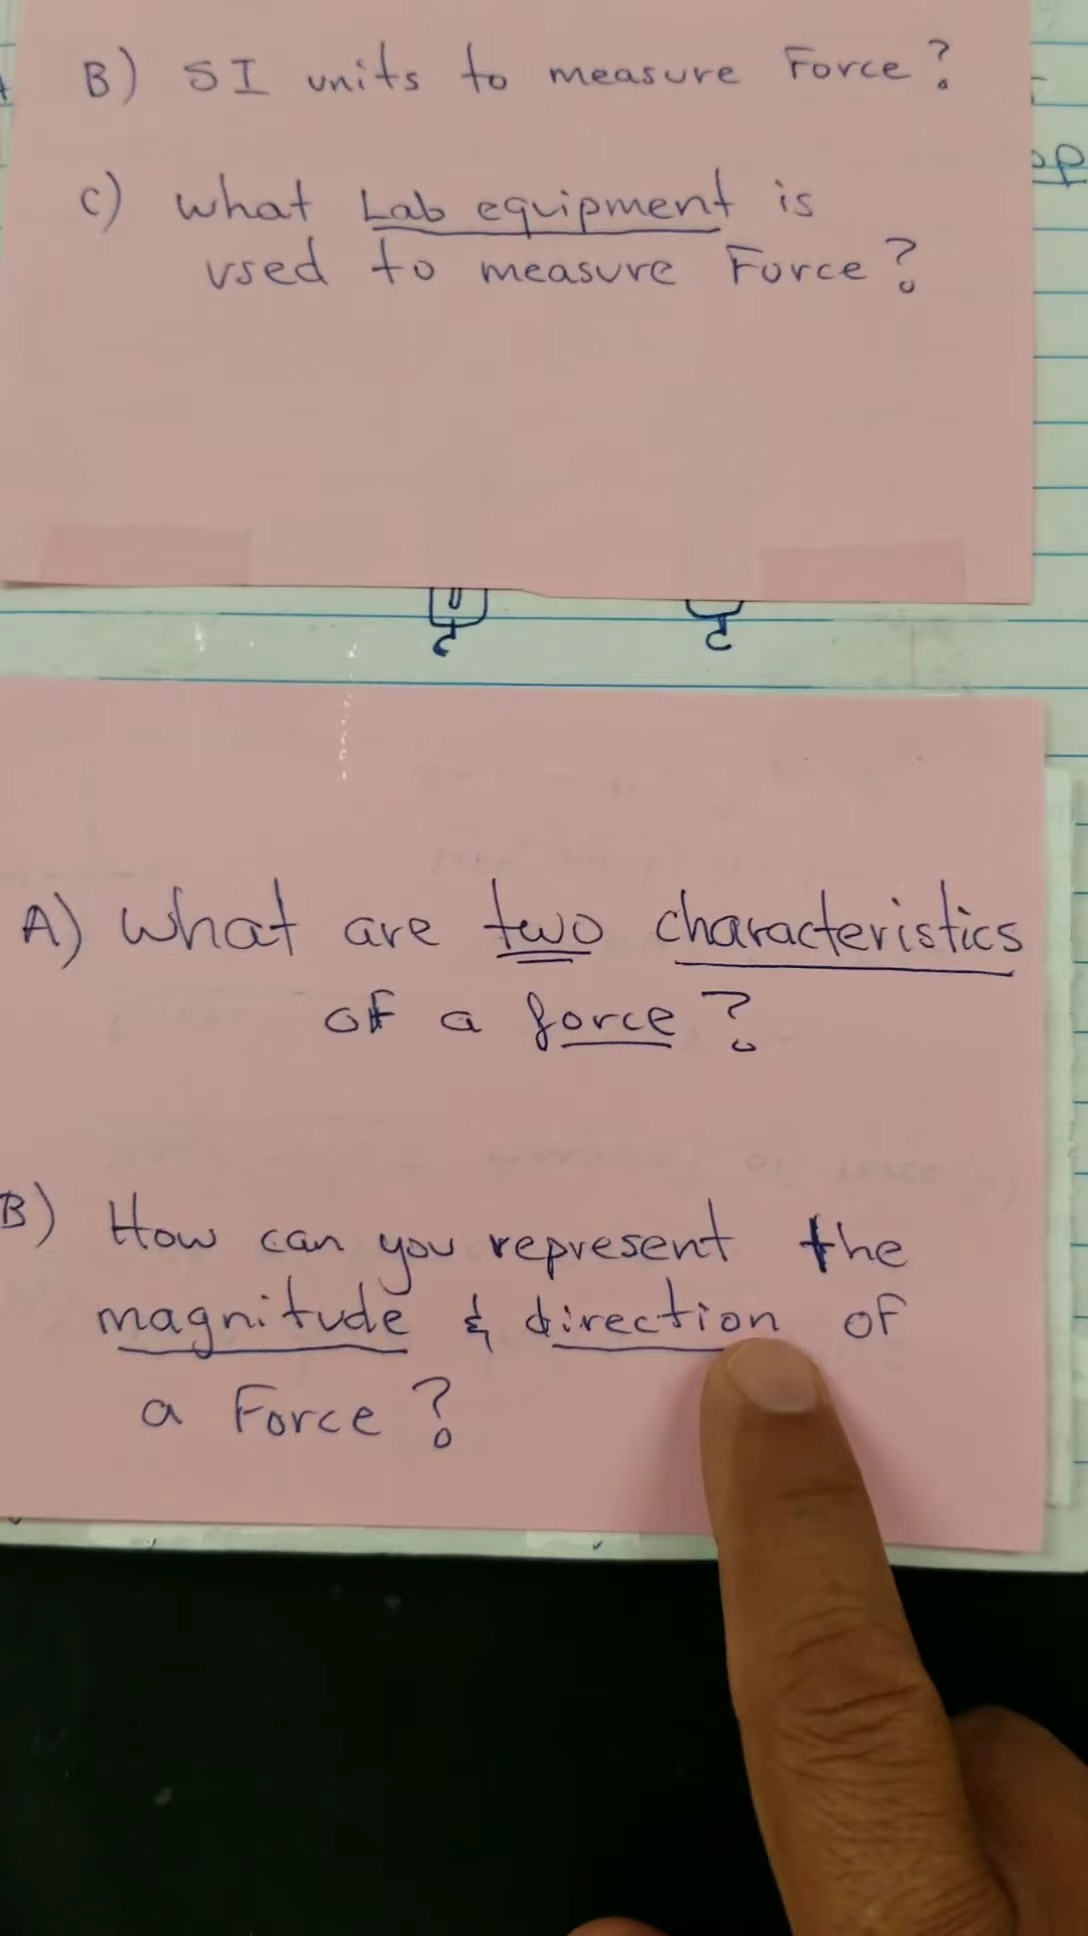 B) SI units to measure Force?
C) What Lab equipment is
used to measure Force?
A) What are two characteristics
of a force?
B) How can you represent the
magnitude & direction of
a Force?